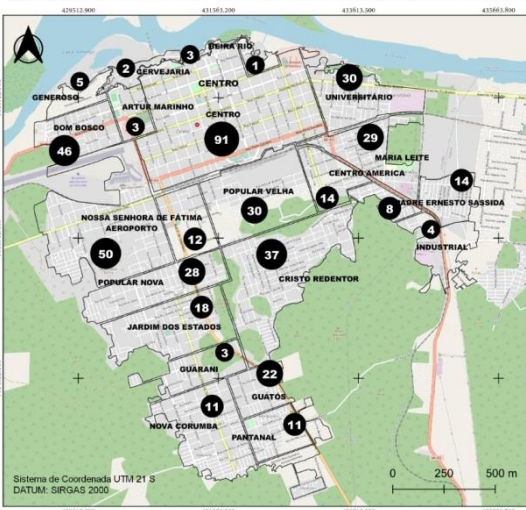 429512.900 431563.200 433613.500 435663.800
BEIRA RIO
3
1
2
CERVEJARIA
5
GENEROSO
CENTRO
30
UNIVERSITÁRIO
ARTUR MARINHO
CENTRO
DOM BOSCO
3
46
91
29
MARIA LEITE
CENTRO AMERICA
14
POPULAR VELHA
30
14
8
PADRE ERNESTO SASSIDA
NOSSA SENHORA DE FÁTIMA
AEROPORTO
4
12
INDUSTRIAL
50
37
28
CRISTO REDENTOR
POPULAR NOVA
18
JARDIM DOS ESTADOS
3
GUARANI
22
GUATÓS
11
NOVA CORUMBA
11
PANTANAL
Sistema de Coordenada UTM 21 S
DATUM: SIRGAS 2000
0 250 500 m